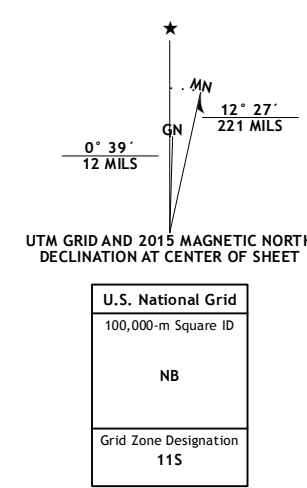 MN
GN
12° 27´
221 MILS
0° 39´
12 MILS
UTM GRID AND 2015 MAGNETIC NORTH
DECLINATION AT CENTER OF SHEET
U.S. National Grid
100,000-m Square ID
NB
Grid Zone Designation
11S